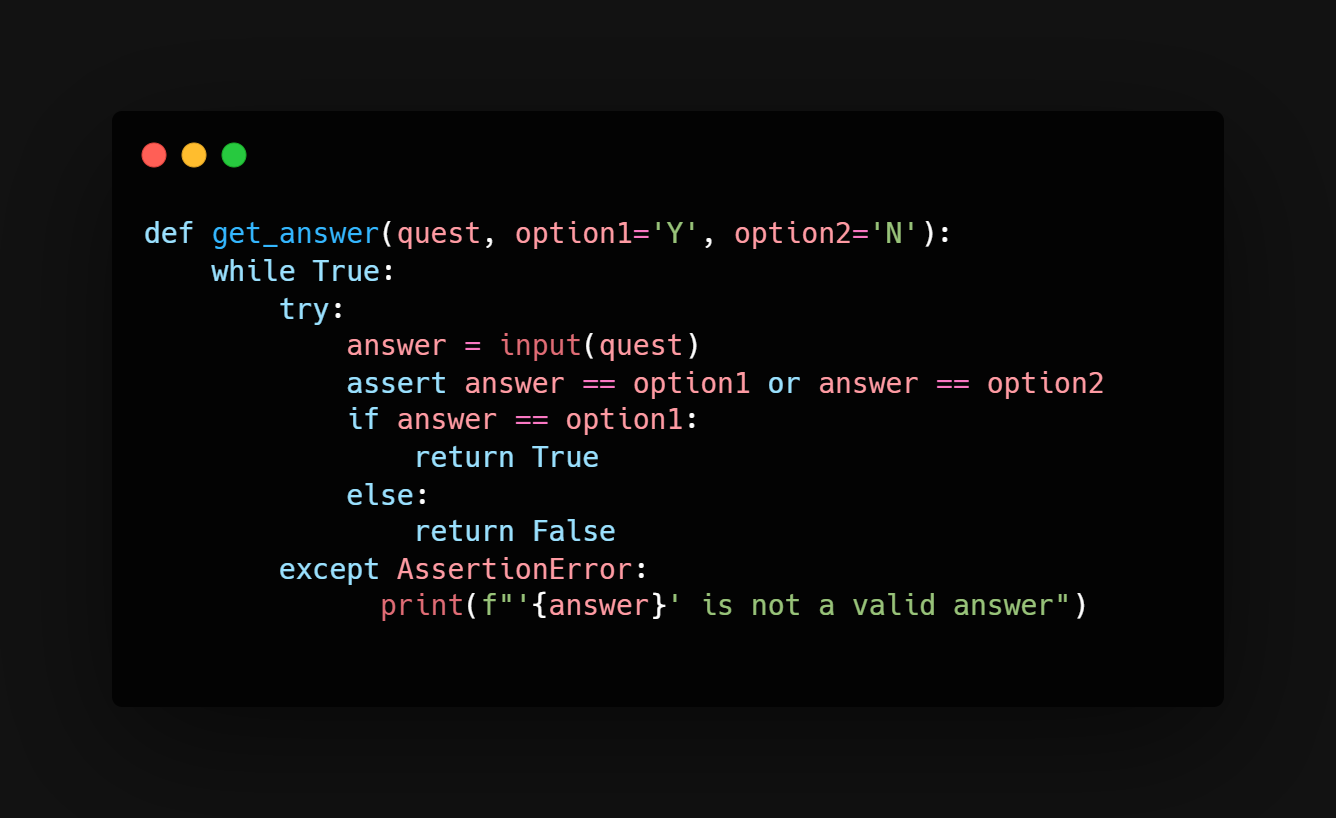 def get_answer(quest, option1='Y', option2='N'):
    while True:
        try:
            answer = input(quest)
            assert answer == option1 or answer == option2
            if answer == option1:
                return True
            else:
                return False
        except AssertionError:
              print(f"'{answer}' is not a valid answer")